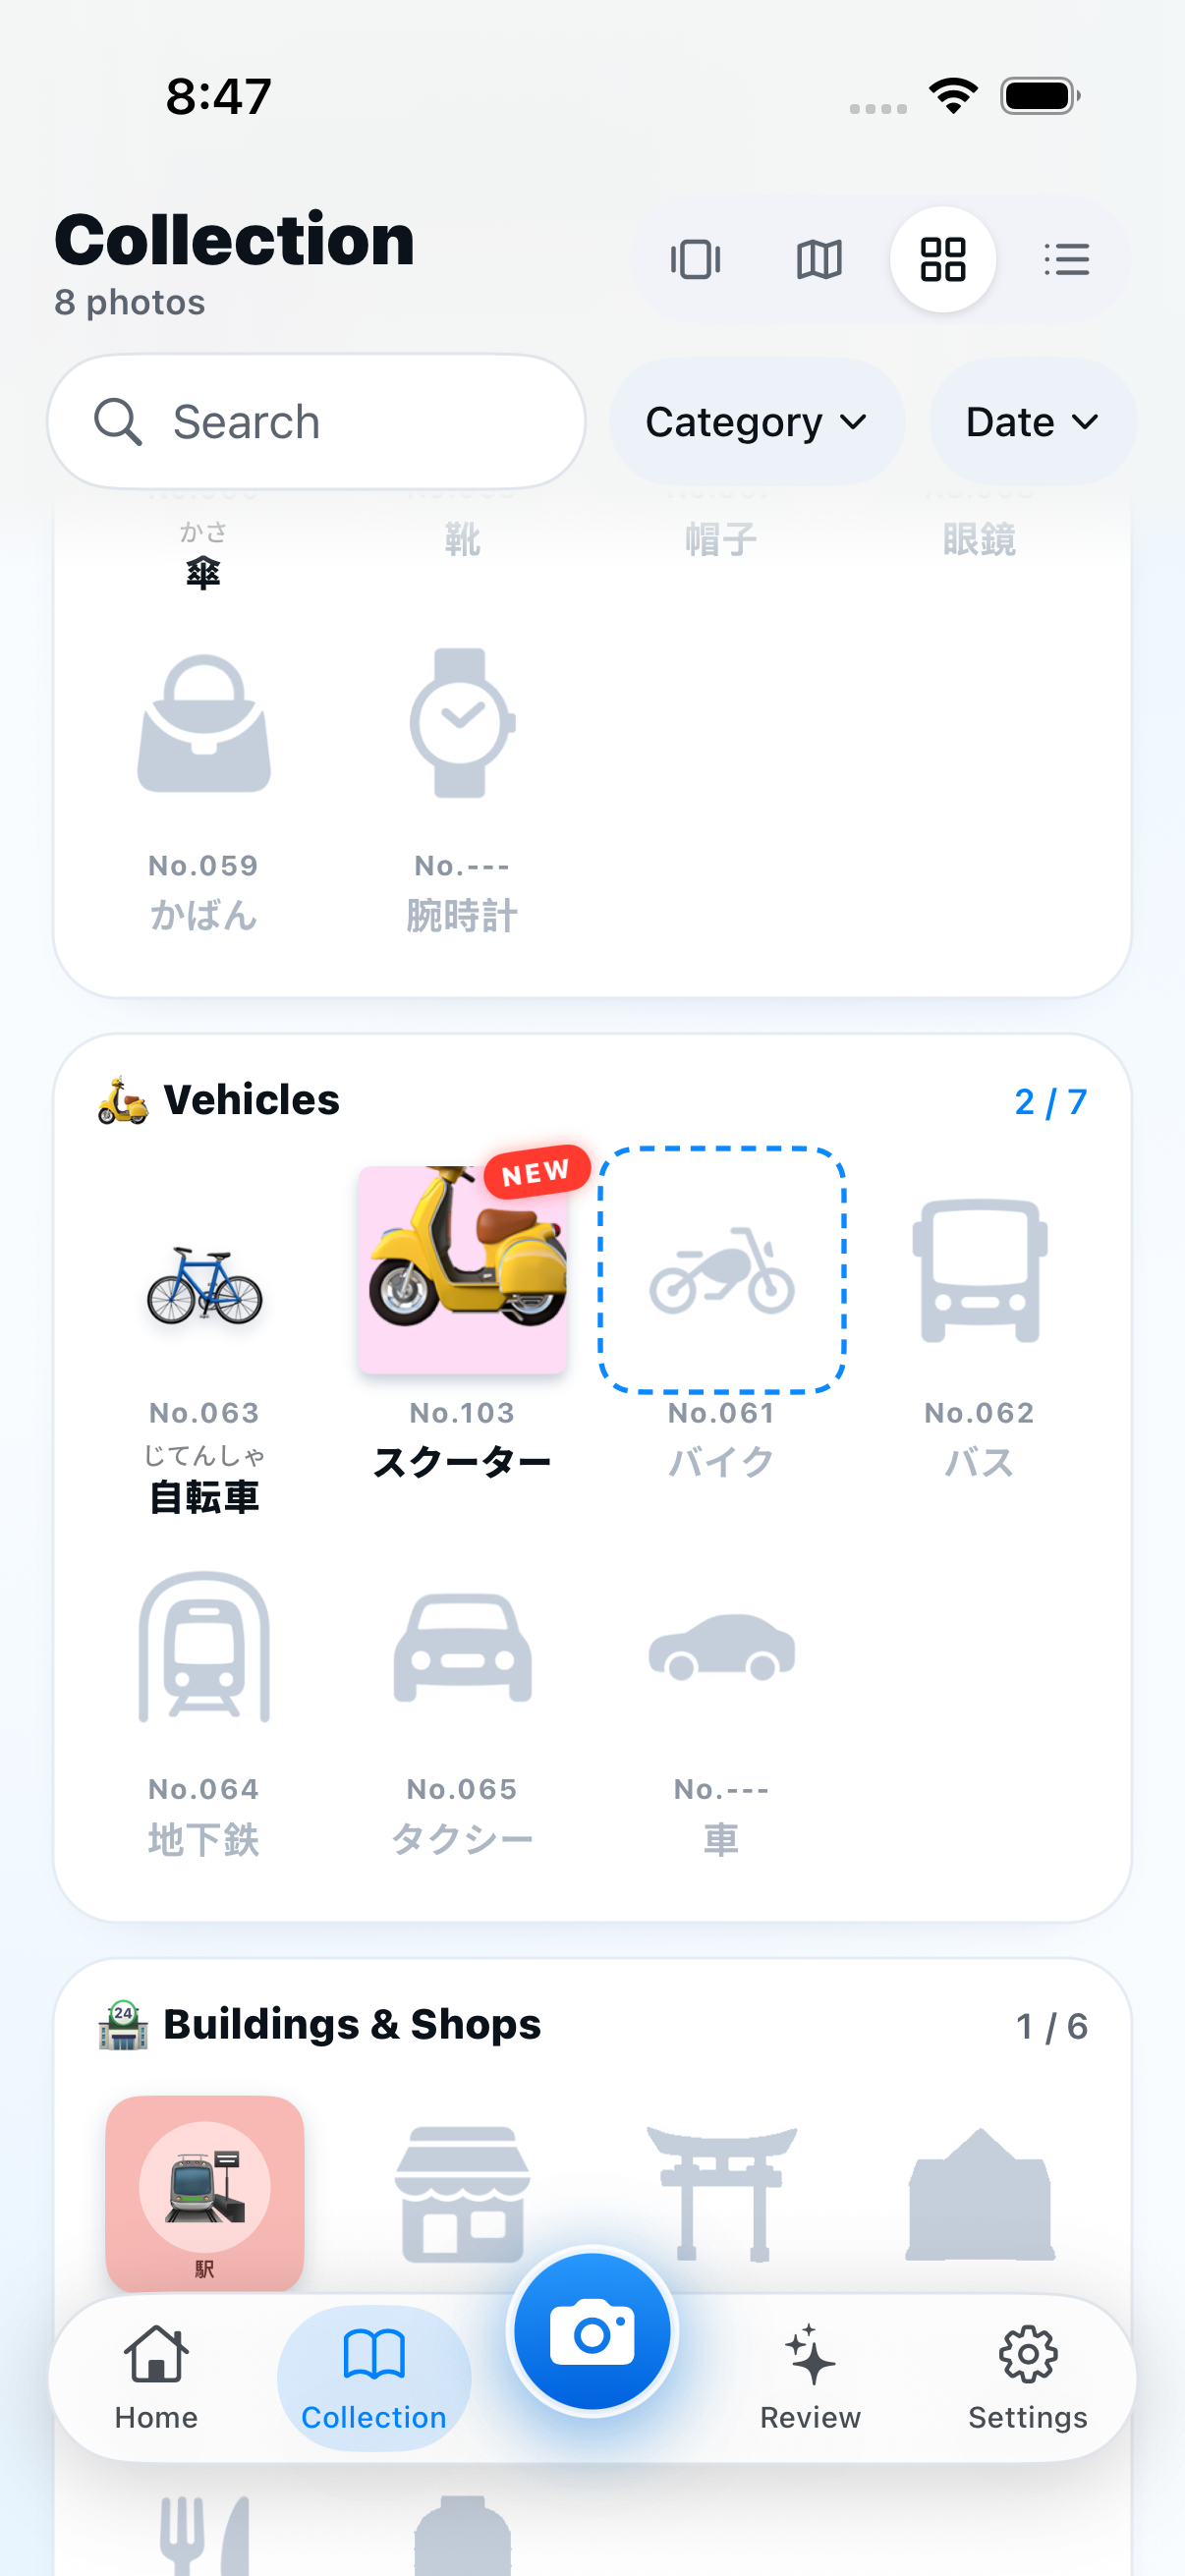 8:47
Collection
8 photos
Search
Category
Date
かさ
傘
靴
帽子
眼鏡
No.059
かばん
No.---
腕時計
Vehicles
2 / 7
NEW
No.063
じてんしゃ
自転車
No.103
スクーター
No.061
バイク
No.062
バス
No.064
地下鉄
No.065
タクシー
No.---
車
24
Buildings & Shops
1 / 6
駅
Home
Collection
Review
Settings